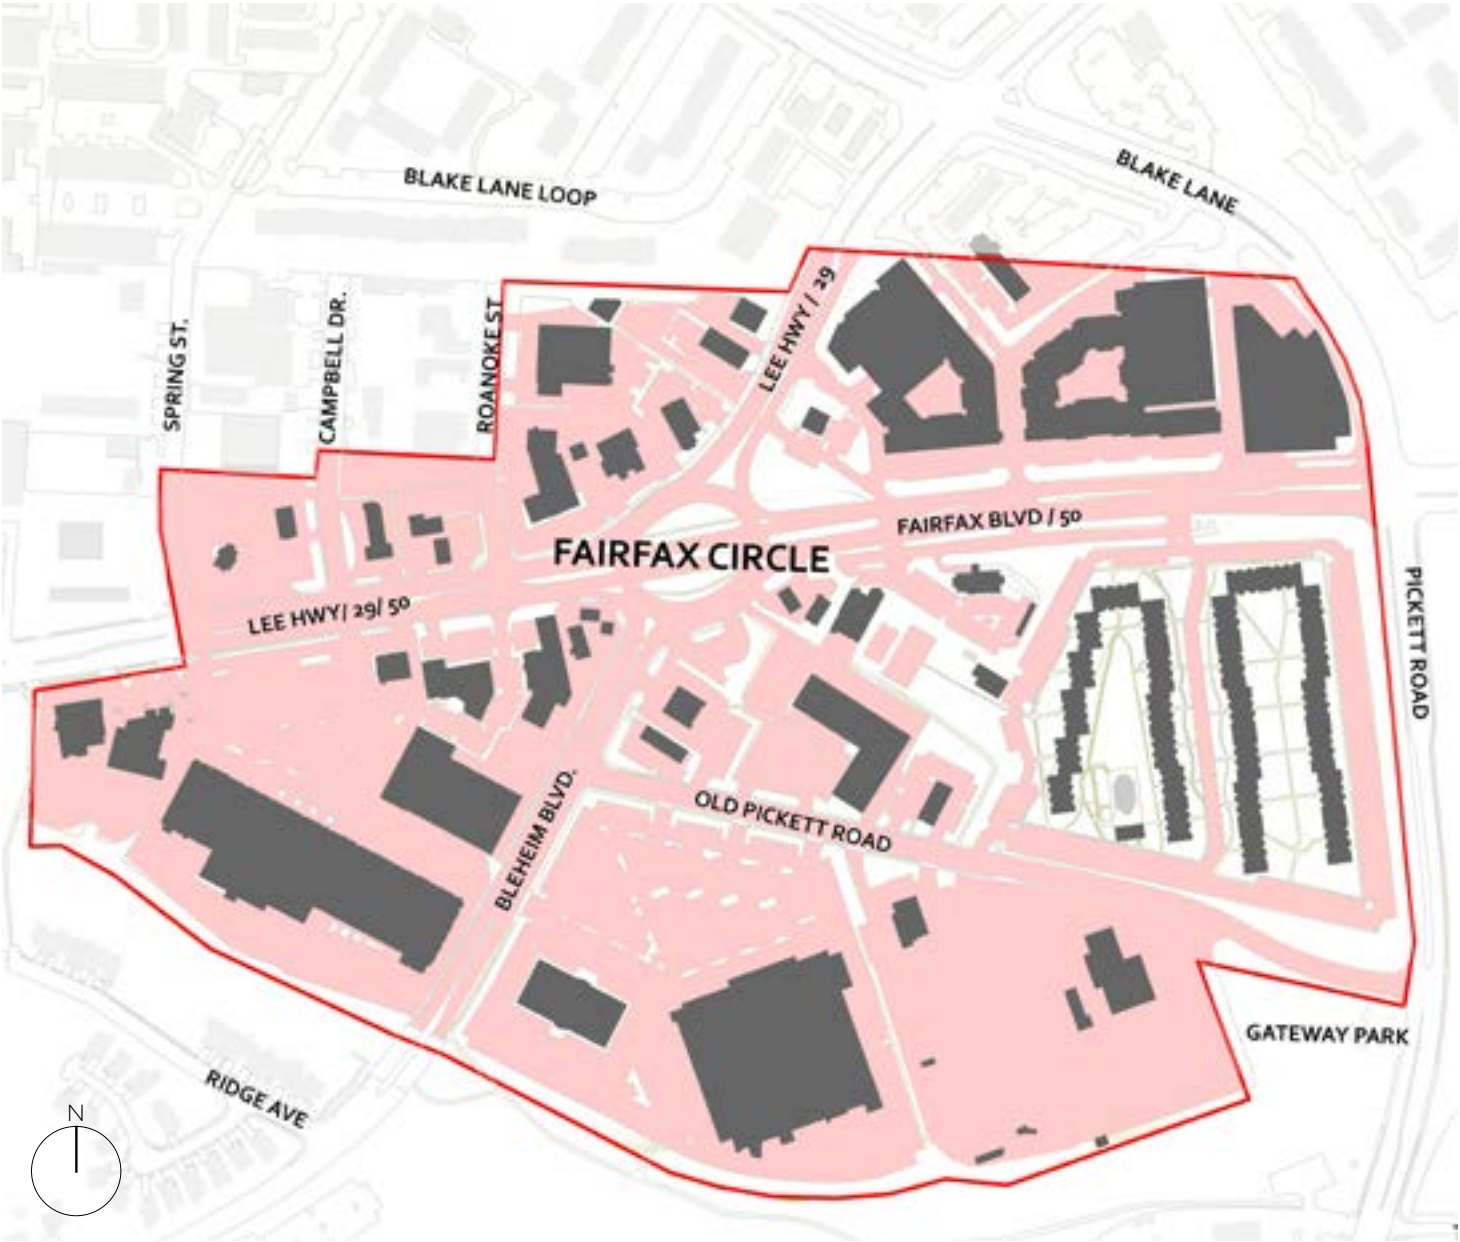 BLAKE LANE
BLAKE LANE LOOP
LEE HWY / 29
SPRING ST.
CAMPBELL DR.
ROANOKE ST
FAIRFAX BLVD / 50
FAIRFAX CIRCLE
LEE HWY/ 29/ 50
PICKETT ROAD
OLD PICKETT ROAD
BLEHEIM BLVD.
GATEWAY PARK
RIDGE AVE
N